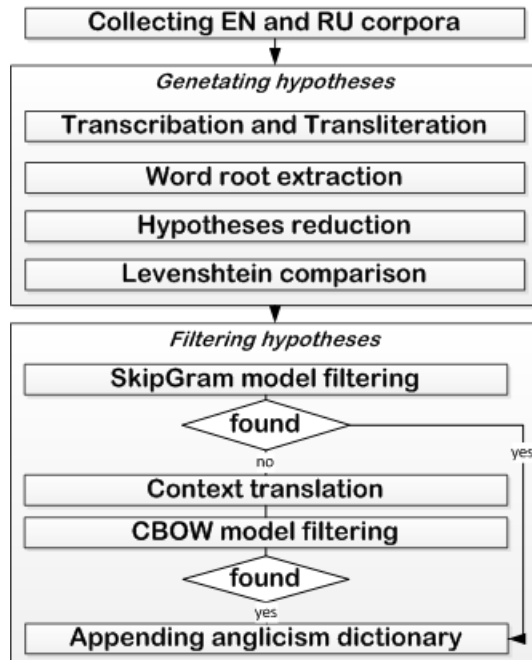 Collecting EN and RU corpora
Genetating hypotheses
Transcribation and Transliteration
Word root extraction
Hypotheses reduction
Levenshtein comparison
Filtering hypotheses
SkipGram model filtering
found
yes
no
Context translation
CBOW model filtering
found
yes
Appending anglicism dictionary